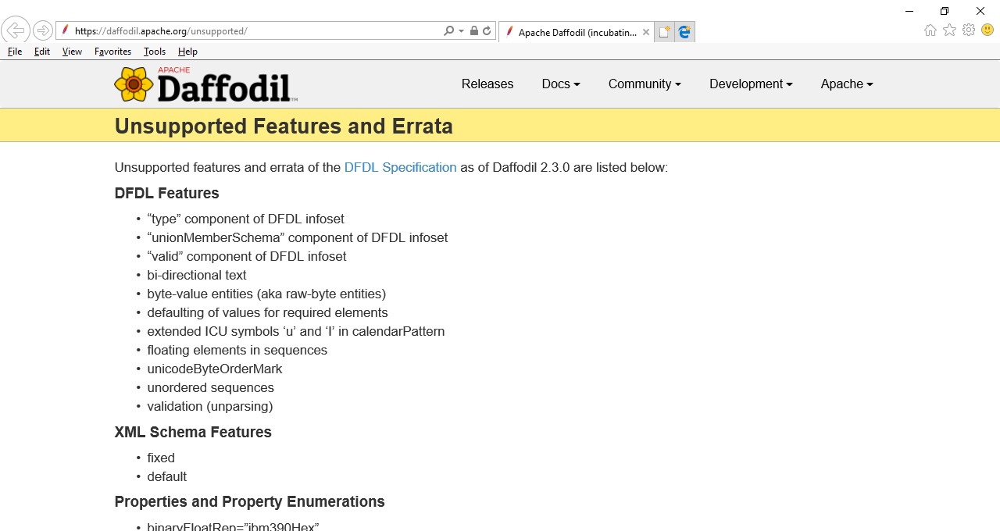 https://daffodil.apache.org/unsupported/
Apache Daffodil (incubatin...
File Edit View Favorites Tools Help
APACHE
Daffodil™
Releases Docs Community Development Apache
Unsupported Features and Errata
Unsupported features and errata of the DFDL Specification as of Daffodil 2.3.0 are listed below:
DFDL Features
• “type” component of DFDL infoset
• “unionMemberSchema” component of DFDL infoset
• “valid” component of DFDL infoset
• bi-directional text
• byte-value entities (aka raw-byte entities)
• defaulting of values for required elements
• extended ICU symbols ‘u’ and ‘I’ in calendarPattern
• floating elements in sequences
• unicodeByteOrderMark
• unordered sequences
• validation (unparsing)
XML Schema Features
• fixed
• default
Properties and Property Enumerations
• binaryFloatRep=”ibm390Hex”